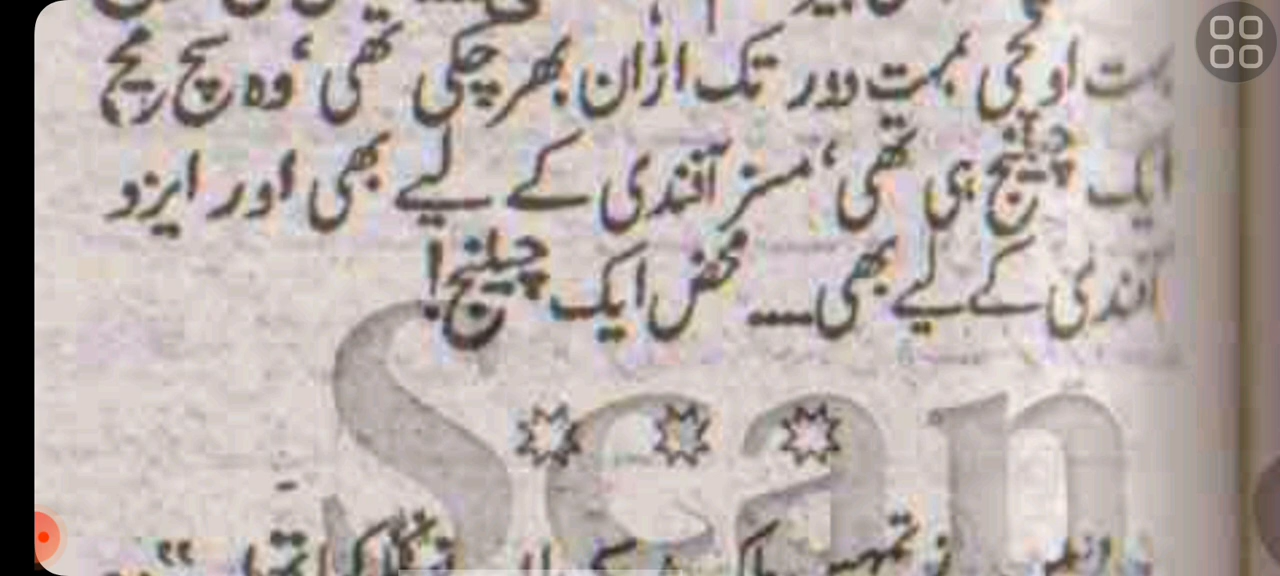 بہت اونچی بہت دور تک اڑان بھر چکی تھی، وہ سچ مچ
ایک چیلنج ہی تھی، مسز آفندی کے لیے بھی اور ایزد
آفندی کے لیے بھی.... محض ایک چیلنج!
Scan